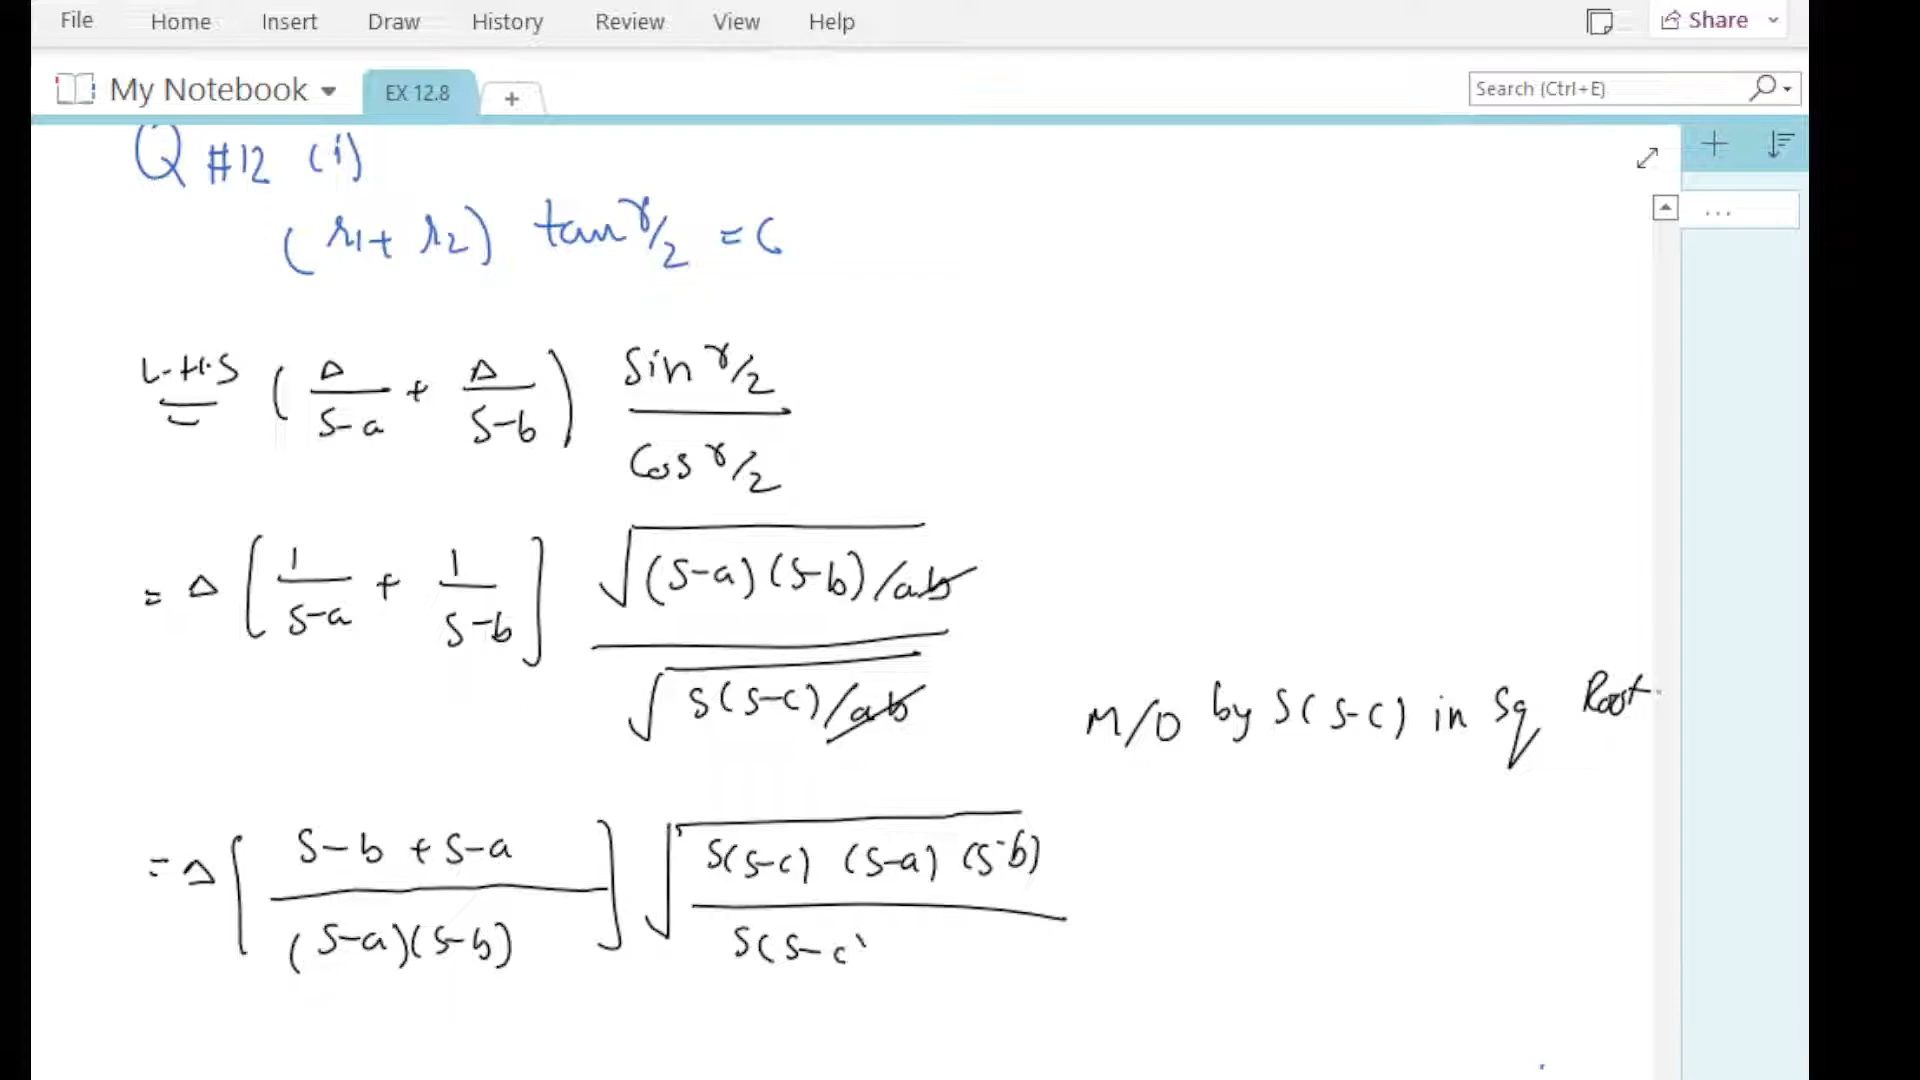 File Home Insert Draw History Review View Help Share
My Notebook EX 12.8 + Search (Ctrl+E)
Q #12 (i)
(r1+ r2) tan γ/2 = C
...
L.H.S ( Δ/(S-a) + Δ/(S-b) ) Sin γ/2 / Cos γ/2
= Δ [ 1/(S-a) + 1/(S-b) ] √((S-a)(S-b)/ab) / √(S(S-c)/ab)
M/D by S(S-c) in Sq Root
= Δ [ (S-b+S-a) / (S-a)(S-b) ] √( S(S-c) (S-a) (S-b) / S(S-c) )